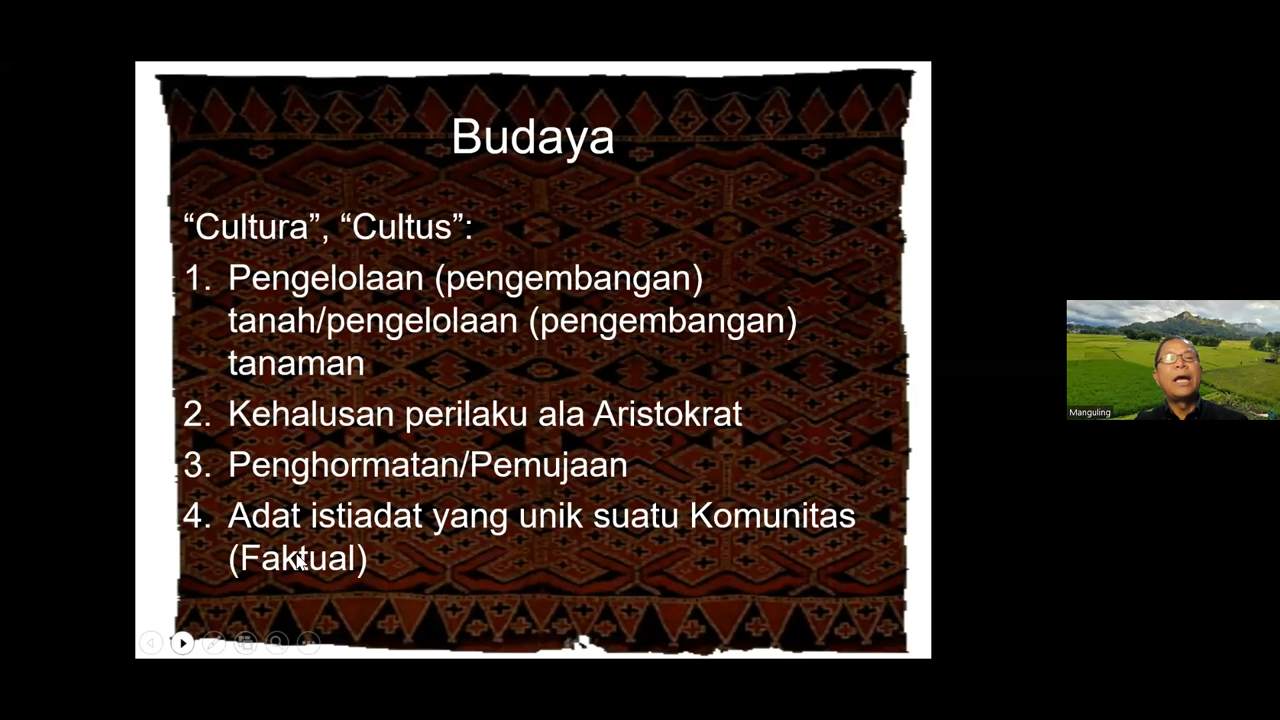 Budaya
“Cultura”, “Cultus”:
1. Pengelolaan (pengembangan)
tanah/pengelolaan (pengembangan)
tanaman
2. Kehalusan perilaku ala Aristokrat
3. Penghormatan/Pemujaan
4. Adat istiadat yang unik suatu Komunitas
(Faktual)
Manguling